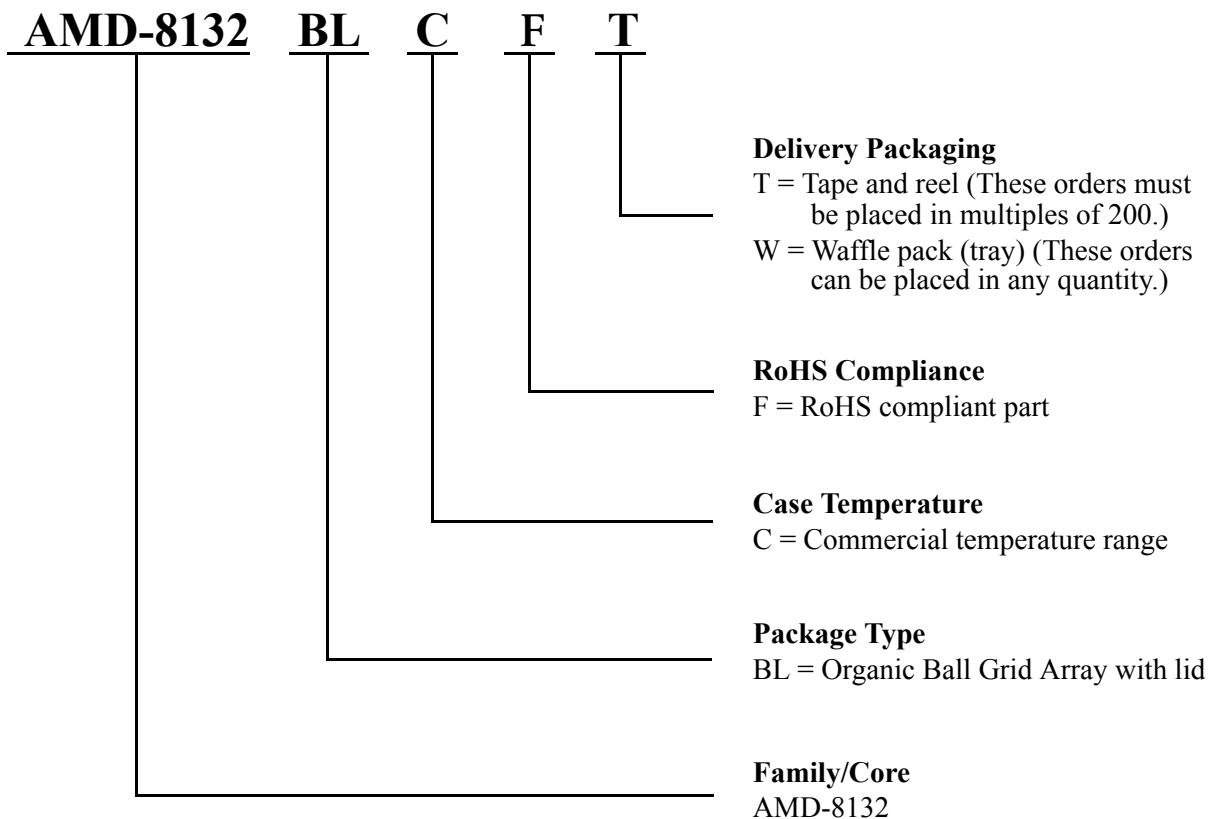 AMD-8132 BL C F T
Delivery Packaging
T = Tape and reel (These orders must
be placed in multiples of 200.)
W = Waffle pack (tray) (These orders
can be placed in any quantity.)
RoHS Compliance
F = RoHS compliant part
Case Temperature
C = Commercial temperature range
Package Type
BL = Organic Ball Grid Array with lid
Family/Core
AMD-8132